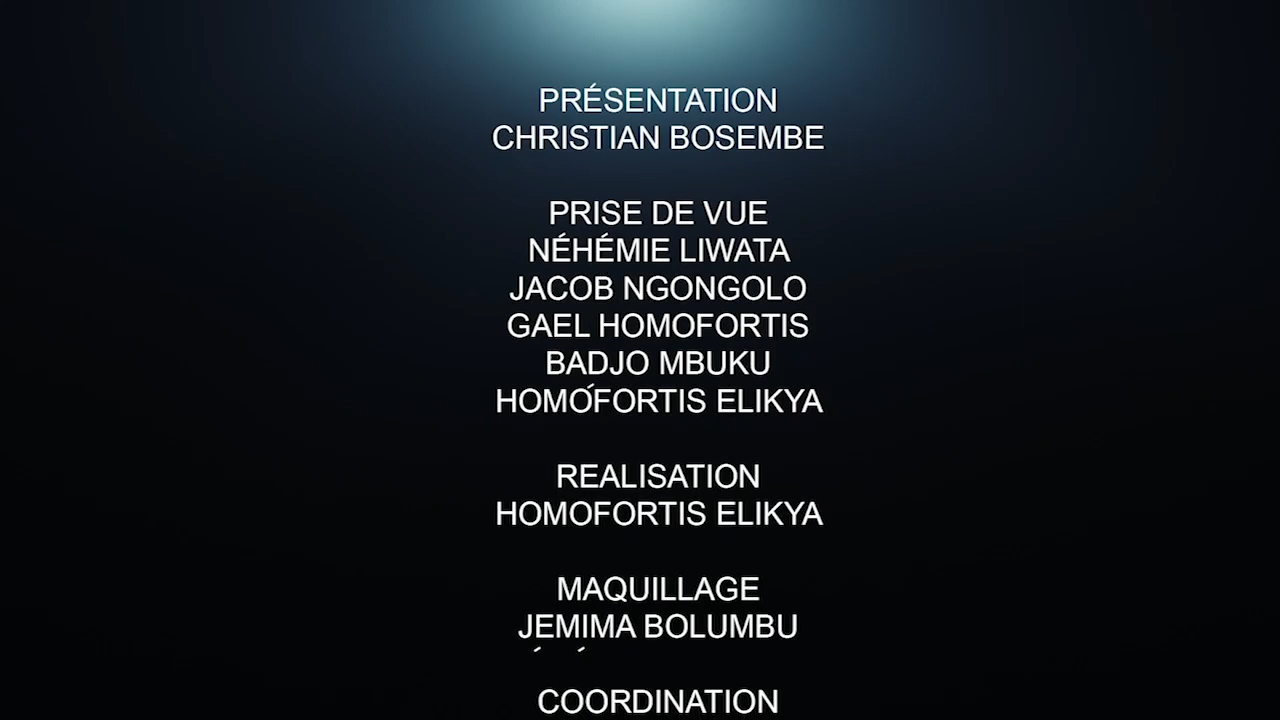 PRÉSENTATION
CHRISTIAN BOSEMBE
PRISE DE VUE
NÉHÉMIE LIWATA
JACOB NGONGOLO
GAEL HOMOFORTIS
BADJO MBUKU
HOMOFORTIS ELIKYA
REALISATION
HOMOFORTIS ELIKYA
MAQUILLAGE
JEMIMA BOLUMBU
COORDINATION